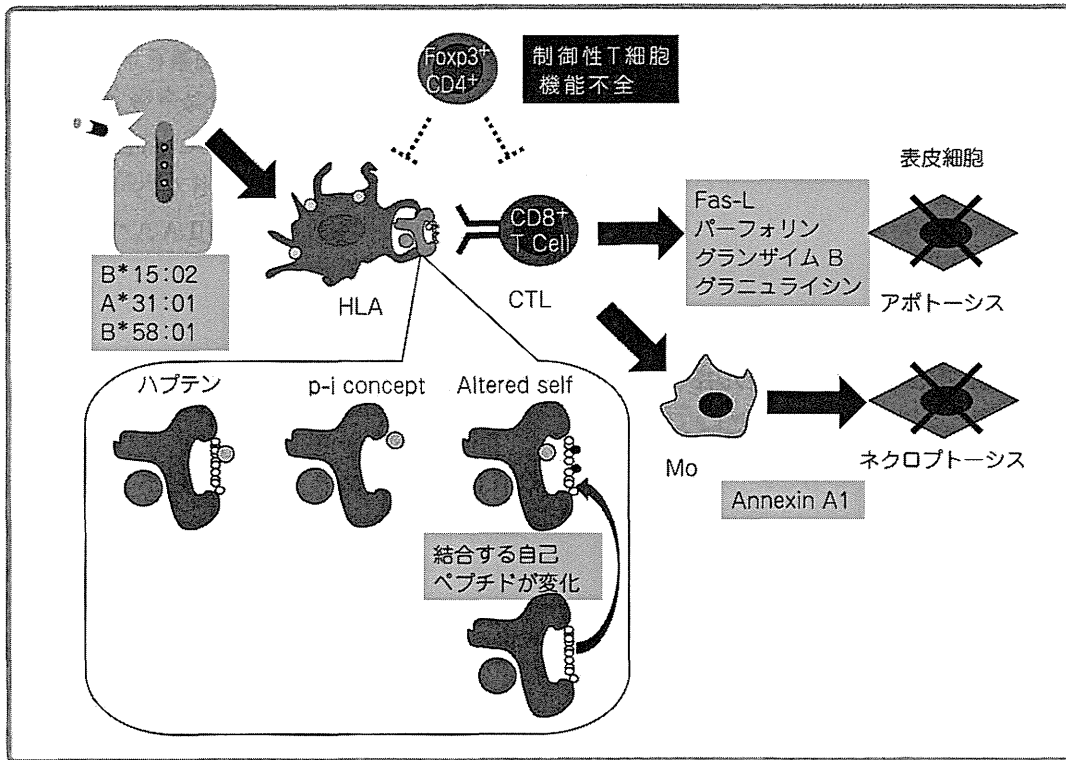 Foxp3+
CD4+
制御性T細胞
機能不全
B*15:02
A*31:01
B*58:01
HLA
CD8+
T Cell
CTL
Fas-L
パーフォリン
グランザイム B
グラニュライシン
表皮細胞
アポトーシス
Mo
Annexin A1
ネクロプトーシス
ハプテン
p-i concept
Altered self
結合する自己
ペプチドが変化